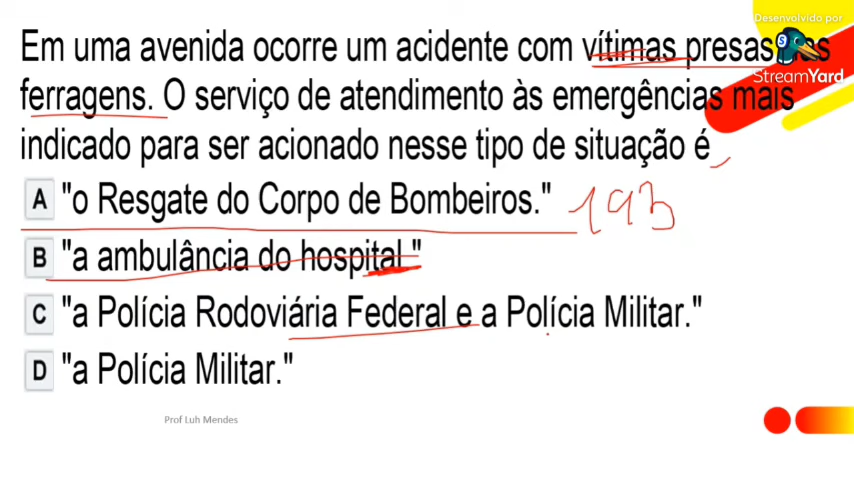 Desenvolvido por
StreamYard
Em uma avenida ocorre um acidente com vítimas presas nas
ferragens. O serviço de atendimento às emergências mais
indicado para ser acionado nesse tipo de situação é
A "o Resgate do Corpo de Bombeiros." 193
B "a ambulância do hospital."
C "a Polícia Rodoviária Federal e a Polícia Militar."
D "a Polícia Militar."
Prof Luh Mendes